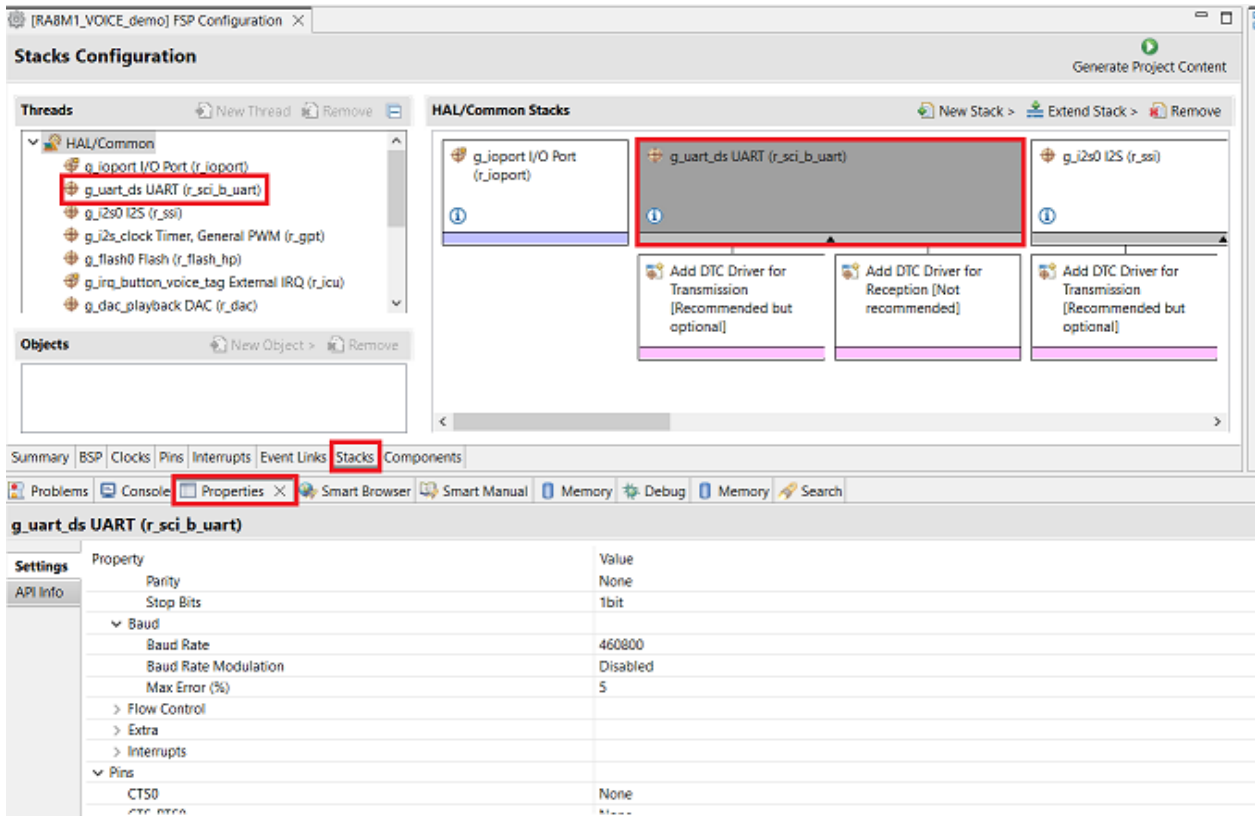 [RA8M1_VOICE_demo] FSP Configuration
Stacks Configuration
Generate Project Content
Threads
New Thread
Remove
HAL/Common
g_ioport I/O Port (r_ioport)
g_uart_ds UART (r_sci_b_uart)
g_i2s0 I2S (r_ssi)
g_i2s_clock Timer, General PWM (r_gpt)
g_flash0 Flash (r_flash_hp)
g_irq_button_voice_tag External IRQ (r_icu)
g_dac_playback DAC (r_dac)
Objects
New Object >
Remove
HAL/Common Stacks
New Stack >
Extend Stack >
Remove
g_ioport I/O Port
(r_ioport)
g_uart_ds UART (r_sci_b_uart)
g_i2s0 I2S (r_ssi)
Add DTC Driver for
Transmission
[Recommended but
optional]
Add DTC Driver for
Reception [Not
recommended]
Add DTC Driver for
Transmission
[Recommended but
optional]
Summary BSP Clocks Pins Interrupts Event Links Stacks Components
Problems Console Properties Smart Browser Smart Manual Memory Debug Memory Search
g_uart_ds UART (r_sci_b_uart)
Settings
API Info
Property Value
Parity None
Stop Bits 1bit
Baud
Baud Rate 460800
Baud Rate Modulation Disabled
Max Error (%) 5
Flow Control
Extra
Interrupts
Pins
CTS0 None